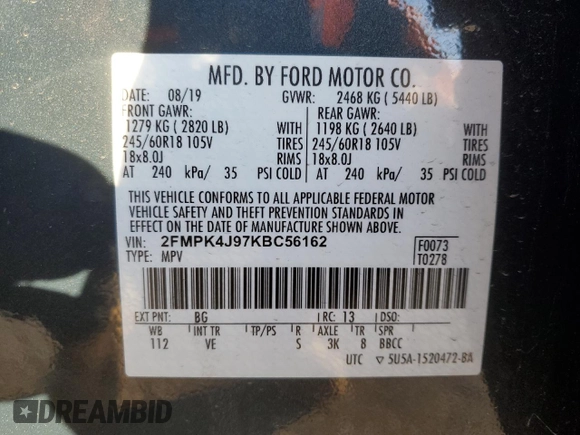 MFD. BY FORD MOTOR CO.
DATE: 08/19 GVWR: 2468 KG ( 5440 LB)
FRONT GAWR: REAR GAWR:
1279 KG ( 2820 LB) WITH 1198 KG ( 2640 LB) WITH
245/60R18 105V TIRES 245/60R18 105V TIRES
18x8.0J RIMS 18x8.0J RIMS
AT 240 kPa/ 35 PSI COLD AT 240 kPa/ 35 PSI COLD
THIS VEHICLE CONFORMS TO ALL APPLICABLE FEDERAL MOTOR
VEHICLE SAFETY AND THEFT PREVENTION STANDARDS IN
EFFECT ON THE DATE OF MANUFACTURE SHOWN ABOVE.
VIN: 2FMPK4J97KBC56162 F0073
TYPE: MPV T0278
EXT PNT: BG RC: 13 DSO:
WB INT TR TP/PS R AXLE TR SPR
112 VE S 3K 8 BBCC
UTC ▽ 5U5A-1520472-BA
DREAMBID